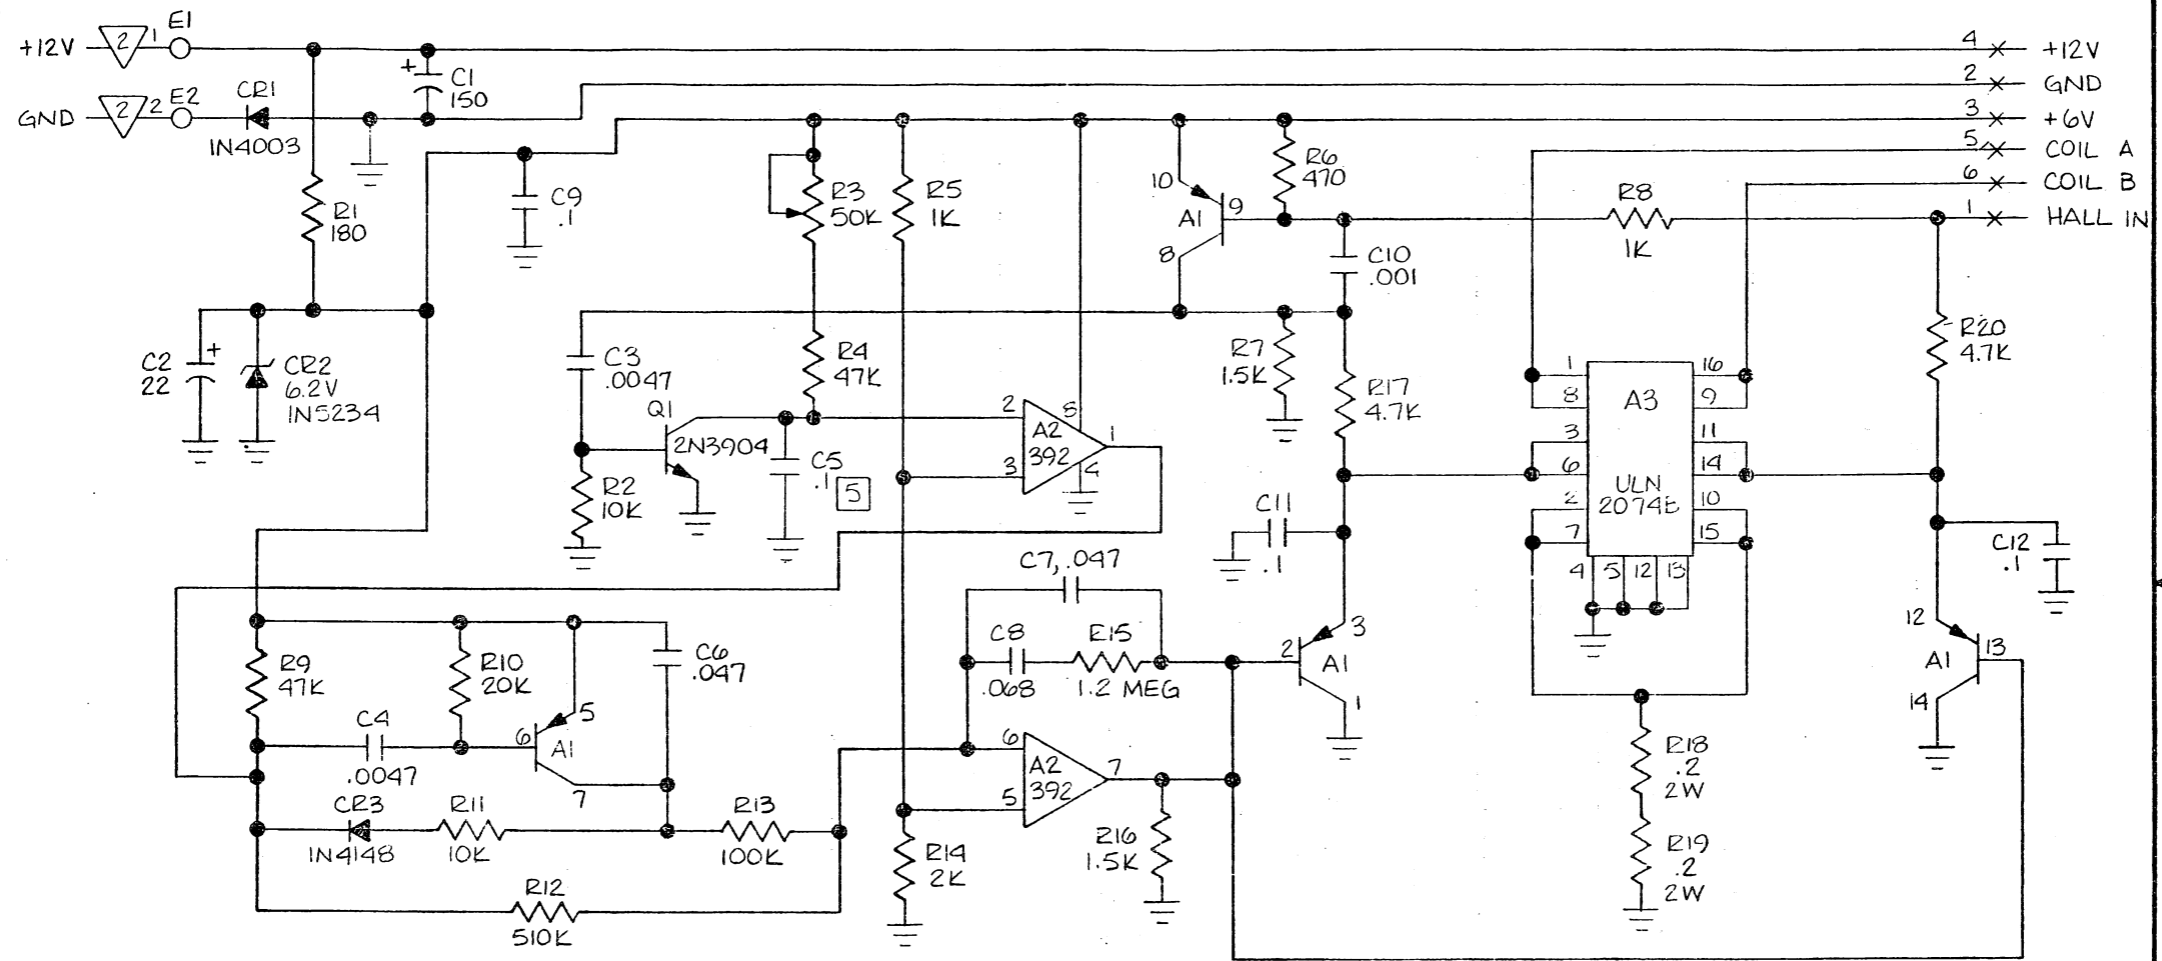 +12V 2 1 E1
GND 2 2 E2
CR1
1N4003
+
C1
150
R1
180
C9
.1
R3
50K
R5
1K
10
A1
9
8
R6
470
C10
.001
R8
1K
4 +12V
2 GND
3 +6V
5 COIL A
6 COIL B
1 HALL IN
C2
22
+
CR2
6.2V
1N5234
C3
.0047
R4
47K
Q1
2N3904
R2
10K
C5
.1
5
2
3
A2
392
8
4
1
R7
1.5K
R17
4.7K
C11
.1
1
8
3
6
2
7
A3
ULN
2074B
16
9
11
14
10
15
4 5 12 13
R20
4.7K
C12
.1
R9
47K
R10
20K
C6
.047
C4
.0047
6
A1
5
7
CR3
1N4148
R11
10K
R13
100K
R12
510K
C7, .047
C8
.068
R15
1.2 MEG
6
5
A2
392
7
R14
2K
R16
1.5K
2
A1
3
1
R18
.2
2W
R19
.2
2W
12
A1
13
14